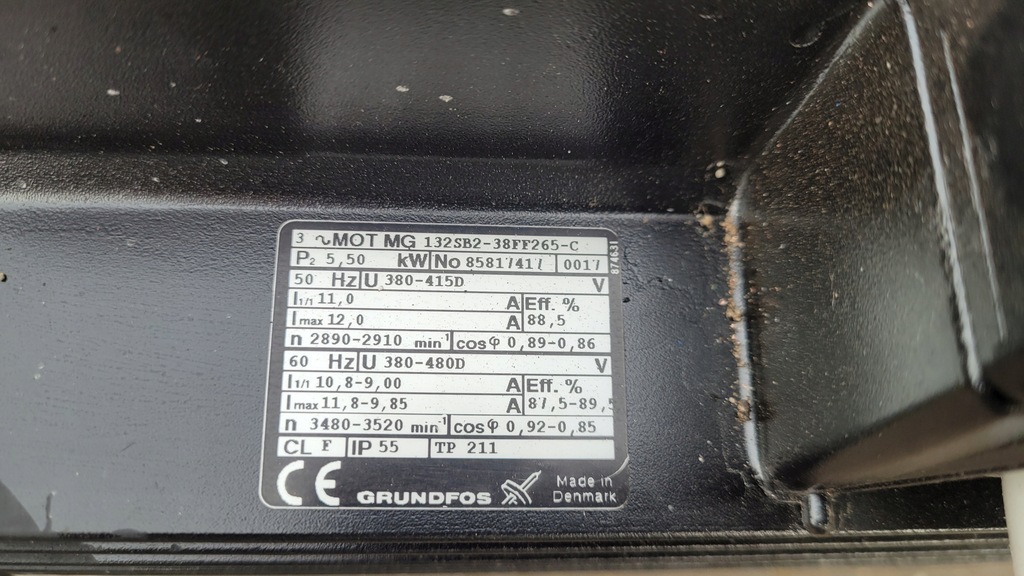 3 ~ MOT MG 132SB2-38FF265-C
P2 5,50 kW No 85817417 0017
50 Hz U 380-415D V
I1/1 11,0 A Eff. %
Imax 12,0 A 88,5
n 2890-2910 min-1 cosφ 0,89-0,86
60 Hz U 380-480D V
I1/1 10,8-9,00 A Eff. %
Imax 11,8-9,85 A 87,5-89,5
n 3480-3520 min-1 cosφ 0,92-0,85
CL F IP 55 TP 211
CE GRUNDFOS Made in
Denmark